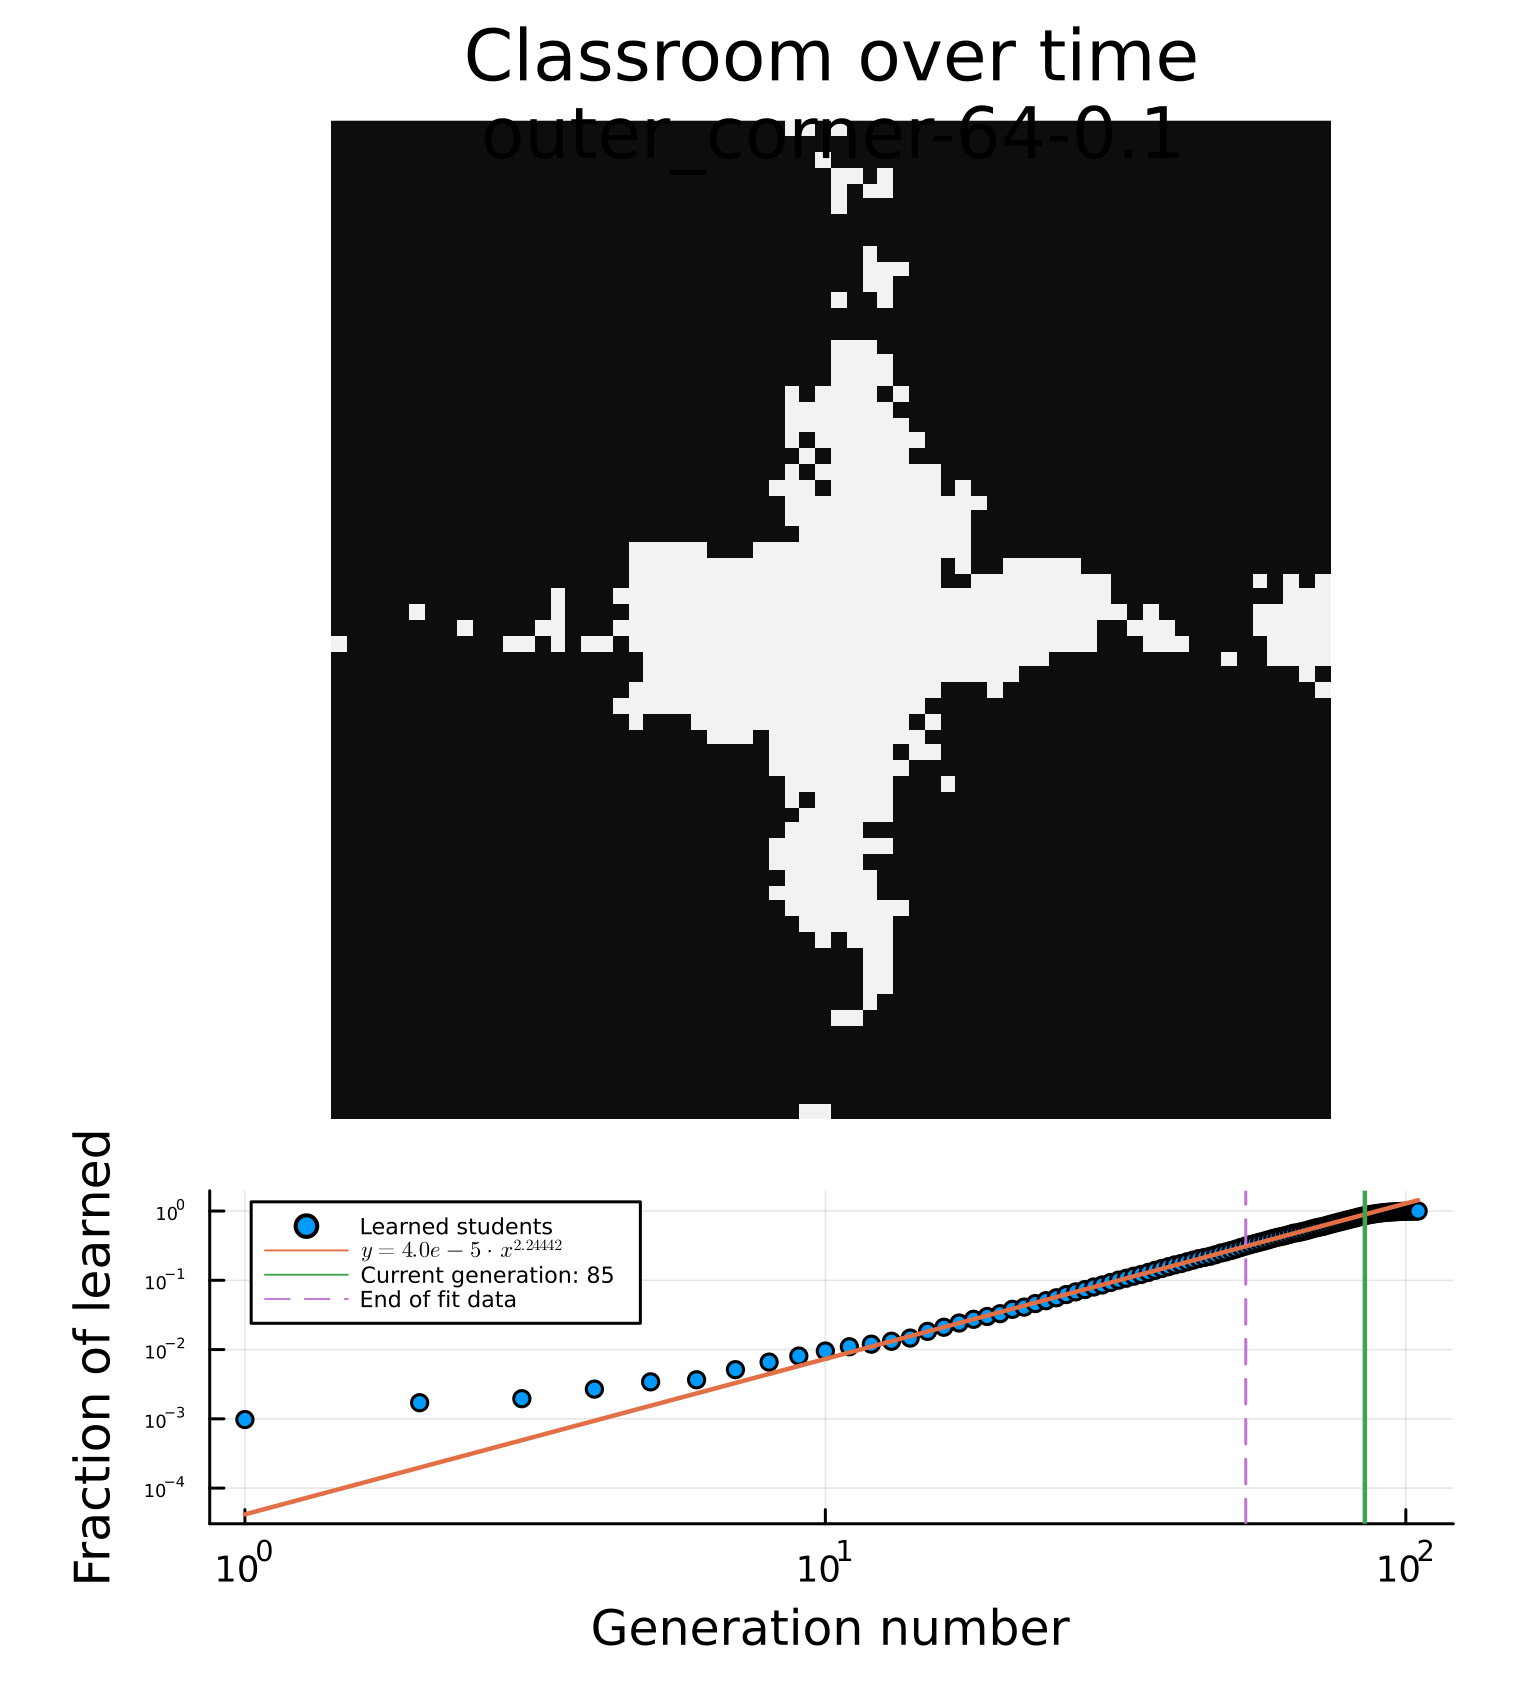 Classroom over time
outer_corner-64-0.1
Fraction of learned
10^0
10^−1
10^−2
10^−3
10^−4
Learned students
y = 4.0e − 5 · x^2.24442
Current generation: 85
End of fit data
10^0 10^1 10^2
Generation number